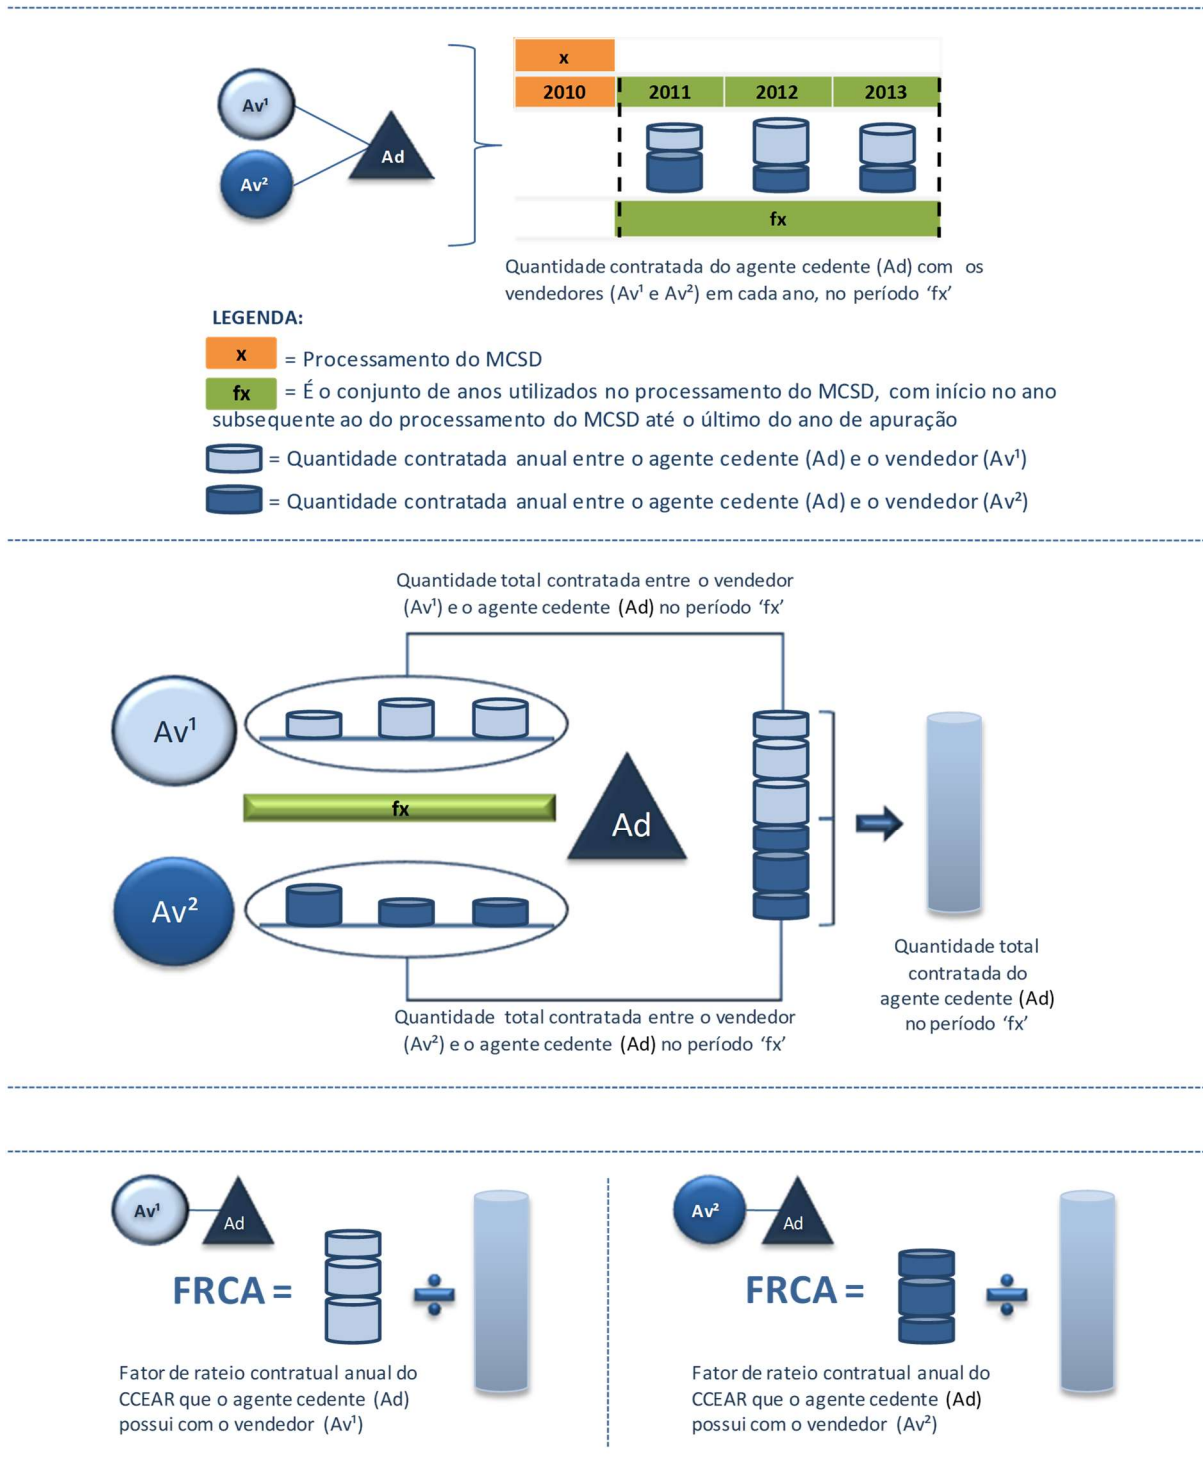 x
2010 2011 2012 2013
Av¹
Ad
Av²
fx
Quantidade contratada do agente cedente (Ad) com os
vendedores (Av¹ e Av²) em cada ano, no período ‘fx’
LEGENDA:
x = Processamento do MCSD
fx = É o conjunto de anos utilizados no processamento do MCSD, com início no ano
subsequente ao do processamento do MCSD até o último do ano de apuração
= Quantidade contratada anual entre o agente cedente (Ad) e o vendedor (Av¹)
= Quantidade contratada anual entre o agente cedente (Ad) e o vendedor (Av²)
Quantidade total contratada entre o vendedor
(Av¹) e o agente cedente (Ad) no período ‘fx’
Av¹
fx
Ad
Av²
Quantidade total
contratada do
agente cedente (Ad)
no período ‘fx’
Quantidade total contratada entre o vendedor
(Av²) e o agente cedente (Ad) no período ‘fx’
Av¹
Ad
FRCA = ÷
Fator de rateio contratual anual do
CCEAR que o agente cedente (Ad)
possui com o vendedor (Av¹)
Av²
Ad
FRCA = ÷
Fator de rateio contratual anual do
CCEAR que o agente cedente (Ad)
possui com o vendedor (Av²)